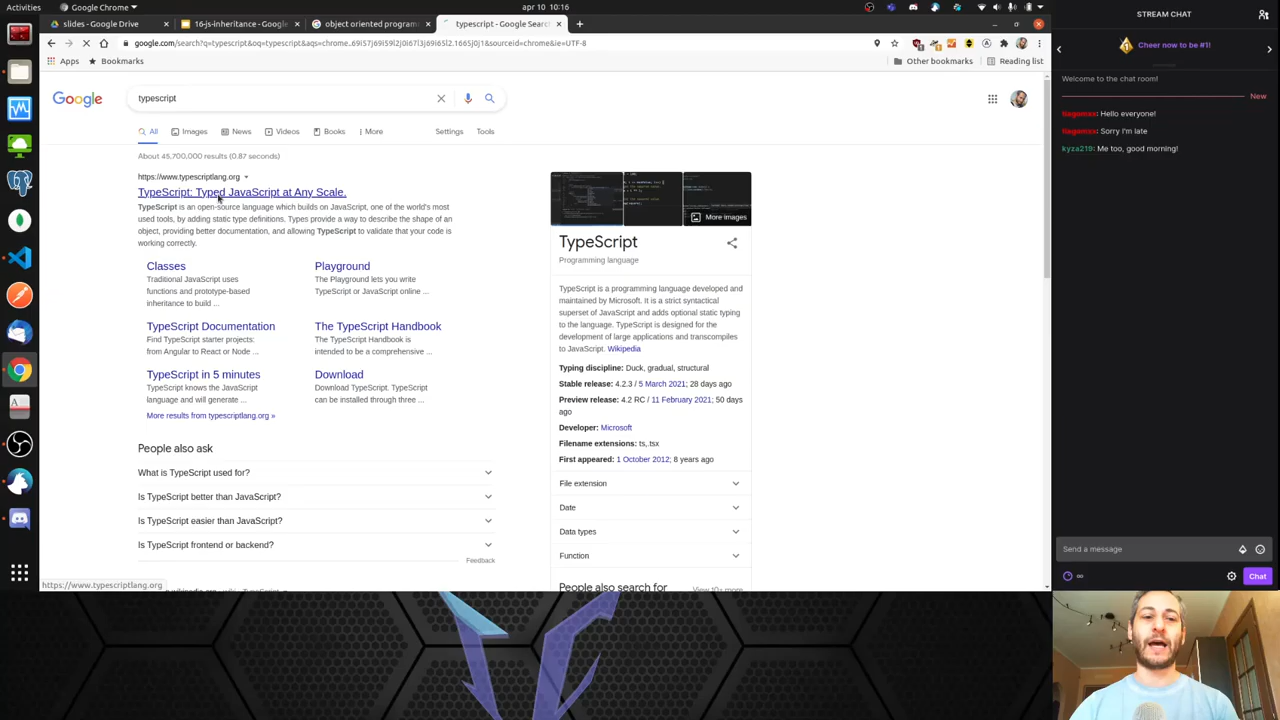 Activities
Google Chrome
apr 10 10:16
slides - Google Drive
16-js-inheritance - Google
object oriented program
typescript - Google Search
google.com/search?q=typescript&oq=typescript&aqs=chrome..69i57j69i59l2j0i67l3j69i65l2.1665j0j1&sourceid=chrome&ie=UTF-8
Apps
Bookmarks
Other bookmarks
Reading list
Google
typescript
All
Images
News
Videos
Books
More
Settings
Tools
About 45,700,000 results (0.87 seconds)
https://www.typescriptlang.org
TypeScript: Typed JavaScript at Any Scale.
TypeScript is an open-source language which builds on JavaScript, one of the world's most
used tools, by adding static type definitions. Types provide a way to describe the shape of an
object, providing better documentation, and allowing TypeScript to validate that your code is
working correctly.
Classes
Traditional JavaScript uses
functions and prototype-based
inheritance to build ...
Playground
The Playground lets you write
TypeScript or JavaScript online ...
TypeScript Documentation
Find TypeScript starter projects:
from Angular to React or Node ...
The TypeScript Handbook
The TypeScript Handbook is
intended to be a comprehensive ...
TypeScript in 5 minutes
TypeScript knows the JavaScript
language and will generate ...
Download
Download TypeScript. TypeScript
can be installed through three ...
More results from typescriptlang.org »
People also ask
What is TypeScript used for?
Is TypeScript better than JavaScript?
Is TypeScript easier than JavaScript?
Is TypeScript frontend or backend?
Feedback
https://www.typescriptlang.org
More images
TypeScript
Programming language
TypeScript is a programming language developed and
maintained by Microsoft. It is a strict syntactical
superset of JavaScript and adds optional static typing
to the language. TypeScript is designed for the
development of large applications and transcompiles
to JavaScript. Wikipedia
Typing discipline: Duck, gradual, structural
Stable release: 4.2.3 / 5 March 2021; 28 days ago
Preview release: 4.2 RC / 11 February 2021; 50 days
ago
Developer: Microsoft
Filename extensions: ts,.tsx
First appeared: 1 October 2012; 8 years ago
File extension
Date
Data types
Function
People also search for
View 10+ more
STREAM CHAT
Cheer now to be #1!
Welcome to the chat room!
New
Hello everyone!
Sorry I'm late
kyza219: Me too, good morning!
Send a message
Chat